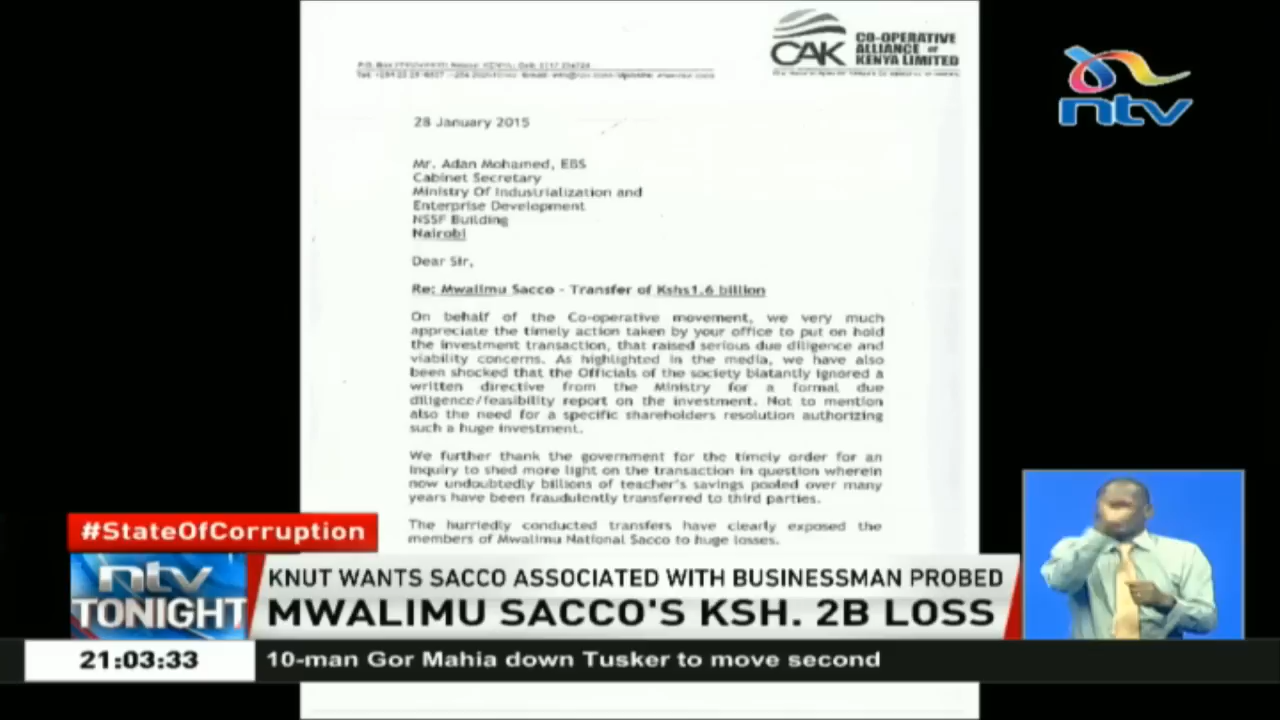 CAK
CO-OPERATIVE
ALLIANCE of
KENYA LIMITED
ntv
28 January 2015
Mr. Adan Mohamed, EBS
Cabinet Secretary
Ministry Of Industrialization and
Enterprise Development
NSSF Building
Nairobi
Dear Sir,
Re: Mwalimu Sacco - Transfer of Kshs1.6 billion
On behalf of the Co-operative movement, we very much
appreciate the timely action taken by your office to put on hold
the investment transaction, that raised serious due diligence and
viability concerns. As highlighted in the media, we have also
been shocked that the Officials of the society blatantly ignored a
written directive from the Ministry for a formal due
diligence/feasibility report on the investment. Not to mention
also the need for a specific shareholders resolution authorizing
such a huge investment.
We further thank the government for the timely order for an
inquiry to shed more light on the transaction in question wherein
now undoubtedly billions of teacher's savings pooled over many
years have been fraudulently transferred to third parties.
The hurriedly conducted transfers have clearly exposed the
members of Mwalimu National Sacco to huge losses.
#StateOfCorruption
ntv
TONIGHT
KNUT WANTS SACCO ASSOCIATED WITH BUSINESSMAN PROBED
MWALIMU SACCO'S KSH. 2B LOSS
21:03:33
10-man Gor Mahia down Tusker to move second